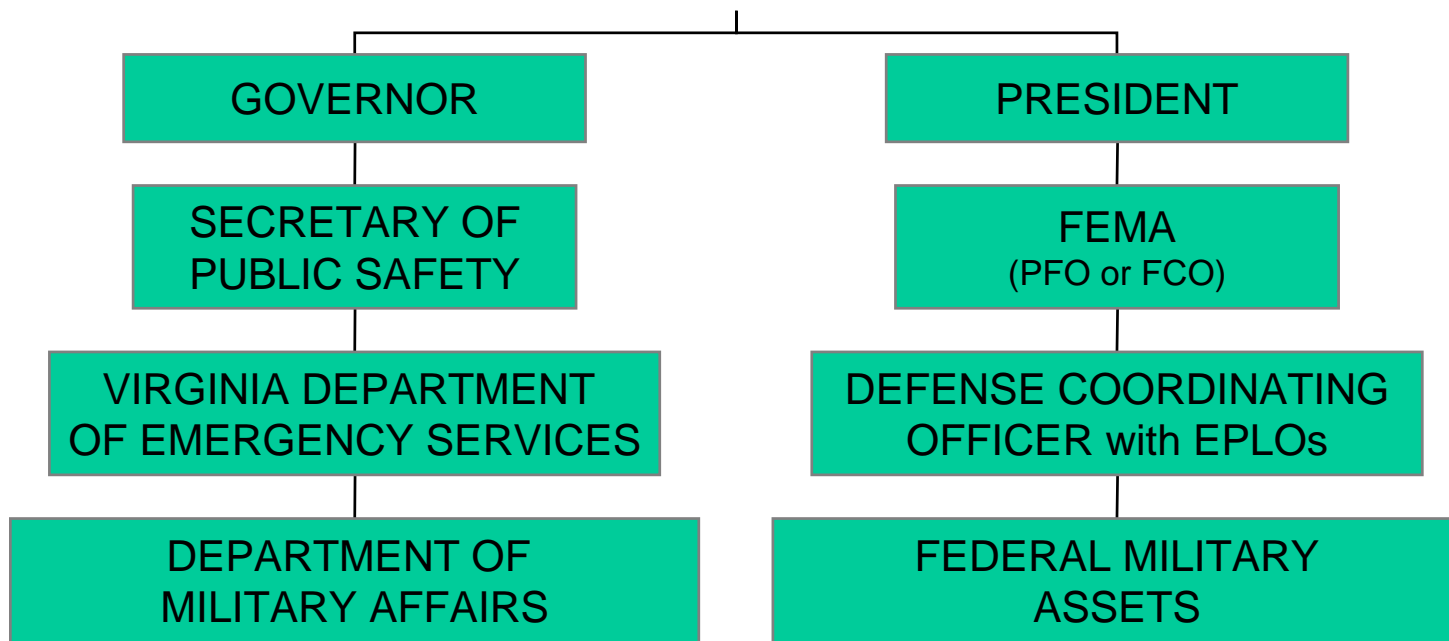 GOVERNOR
SECRETARY OF
PUBLIC SAFETY
VIRGINIA DEPARTMENT
OF EMERGENCY SERVICES
DEPARTMENT OF
MILITARY AFFAIRS
PRESIDENT
FEMA
(PFO or FCO)
DEFENSE COORDINATING
OFFICER with EPLOs
FEDERAL MILITARY
ASSETS